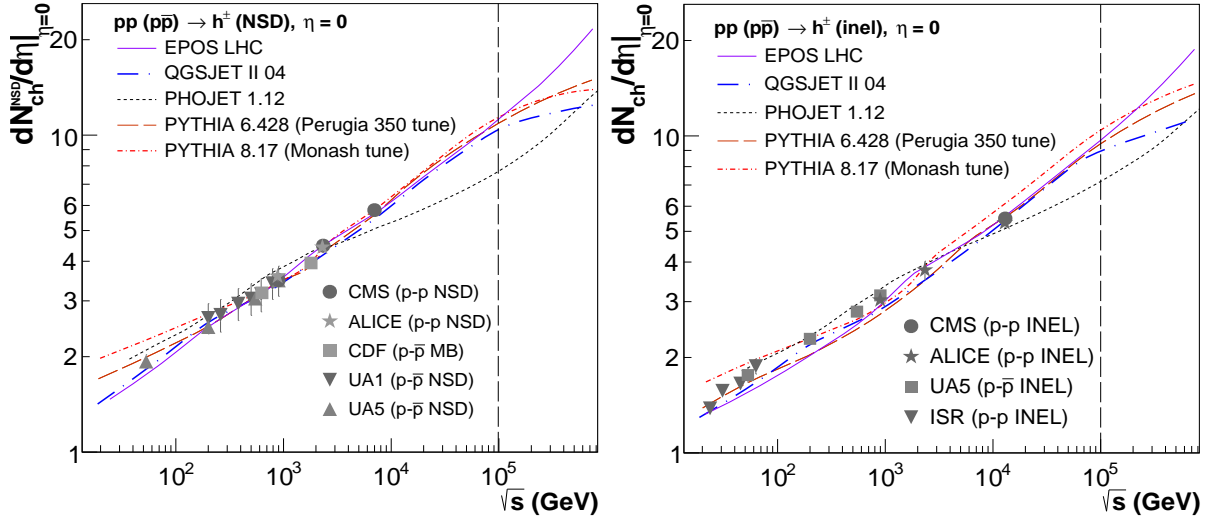 pp (pp̅) → h± (NSD), η = 0
EPOS LHC
QGSJET II 04
PHOJET 1.12
PYTHIA 6.428 (Perugia 350 tune)
PYTHIA 8.17 (Monash tune)
dN_ch^NSD/dη|η=0
20
10
6
5
4
3
2
1
CMS (p-p NSD)
ALICE (p-p NSD)
CDF (p-p̅ MB)
UA1 (p-p̅ NSD)
UA5 (p-p̅ NSD)
10² 10³ 10⁴ 10⁵
√s (GeV)
pp (pp̅) → h± (inel), η = 0
EPOS LHC
QGSJET II 04
PHOJET 1.12
PYTHIA 6.428 (Perugia 350 tune)
PYTHIA 8.17 (Monash tune)
dN_ch/dη|η=0
20
10
6
5
4
3
2
1
CMS (p-p INEL)
ALICE (p-p INEL)
UA5 (p-p̅ INEL)
ISR (p-p INEL)
10² 10³ 10⁴ 10⁵
√s (GeV)